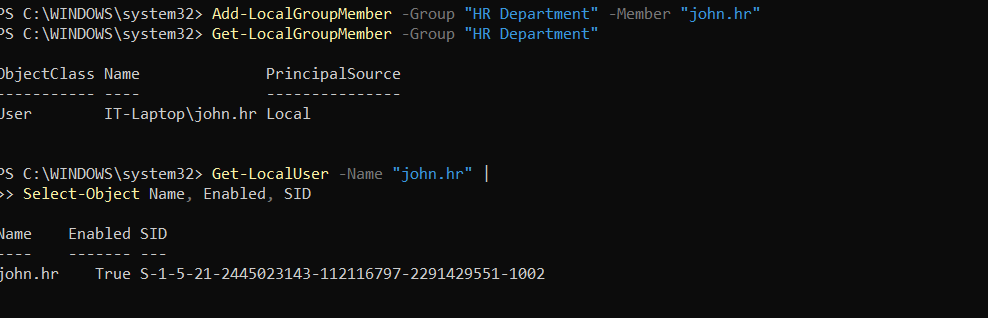 PS C:\WINDOWS\system32> Add-LocalGroupMember -Group "HR Department" -Member "john.hr"
PS C:\WINDOWS\system32> Get-LocalGroupMember -Group "HR Department"
ObjectClass Name PrincipalSource
----------- ---- ---------------
User IT-Laptop\john.hr Local
PS C:\WINDOWS\system32> Get-LocalUser -Name "john.hr" |
>> Select-Object Name, Enabled, SID
Name Enabled SID
---- ------- ---
john.hr True S-1-5-21-2445023143-112116797-2291429551-1002